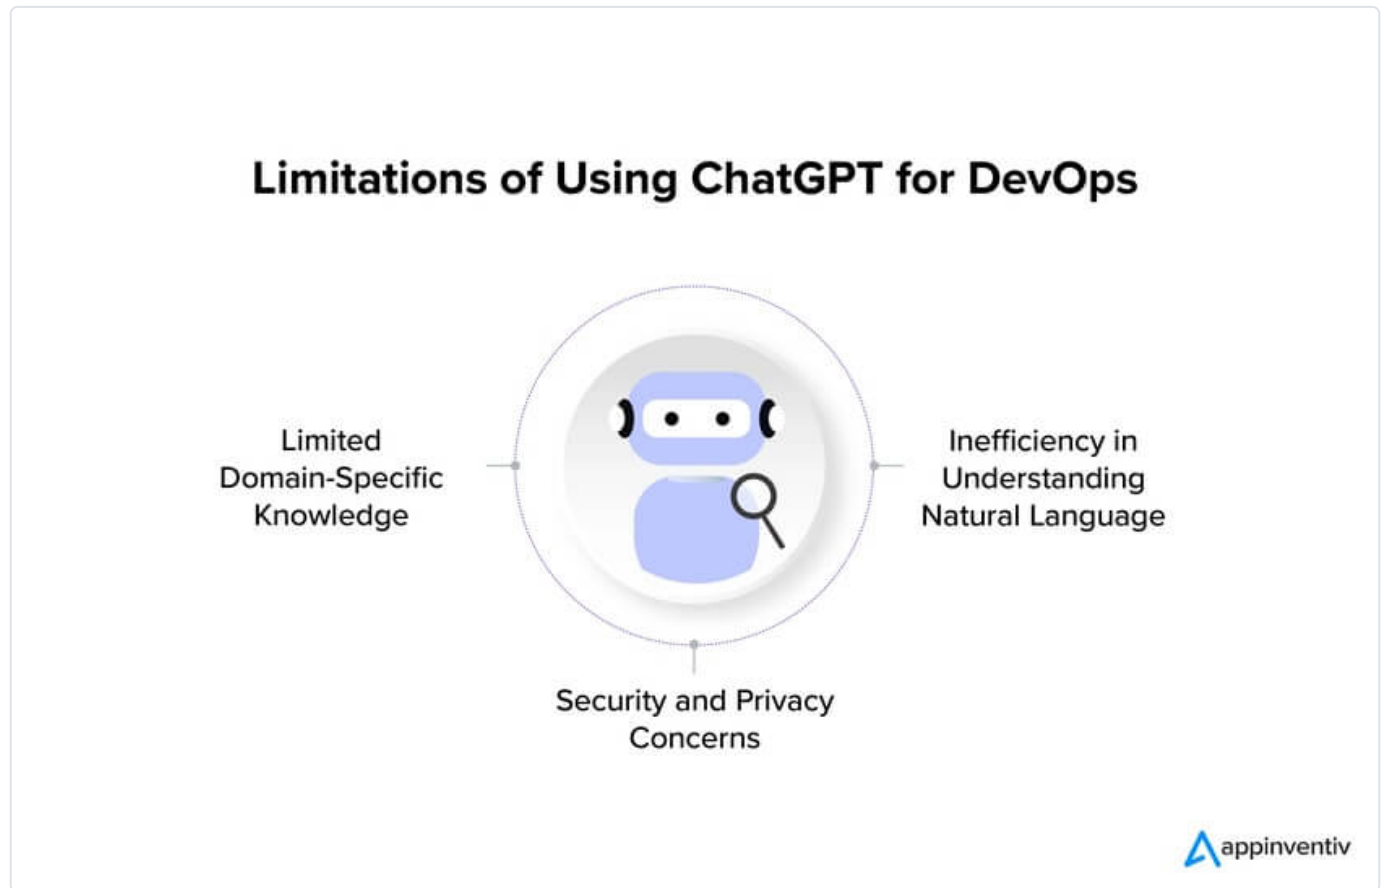 Limitations of Using ChatGPT for DevOps
Limited
Domain-Specific
Knowledge
Inefficiency in
Understanding
Natural Language
Security and Privacy
Concerns
appinventiv